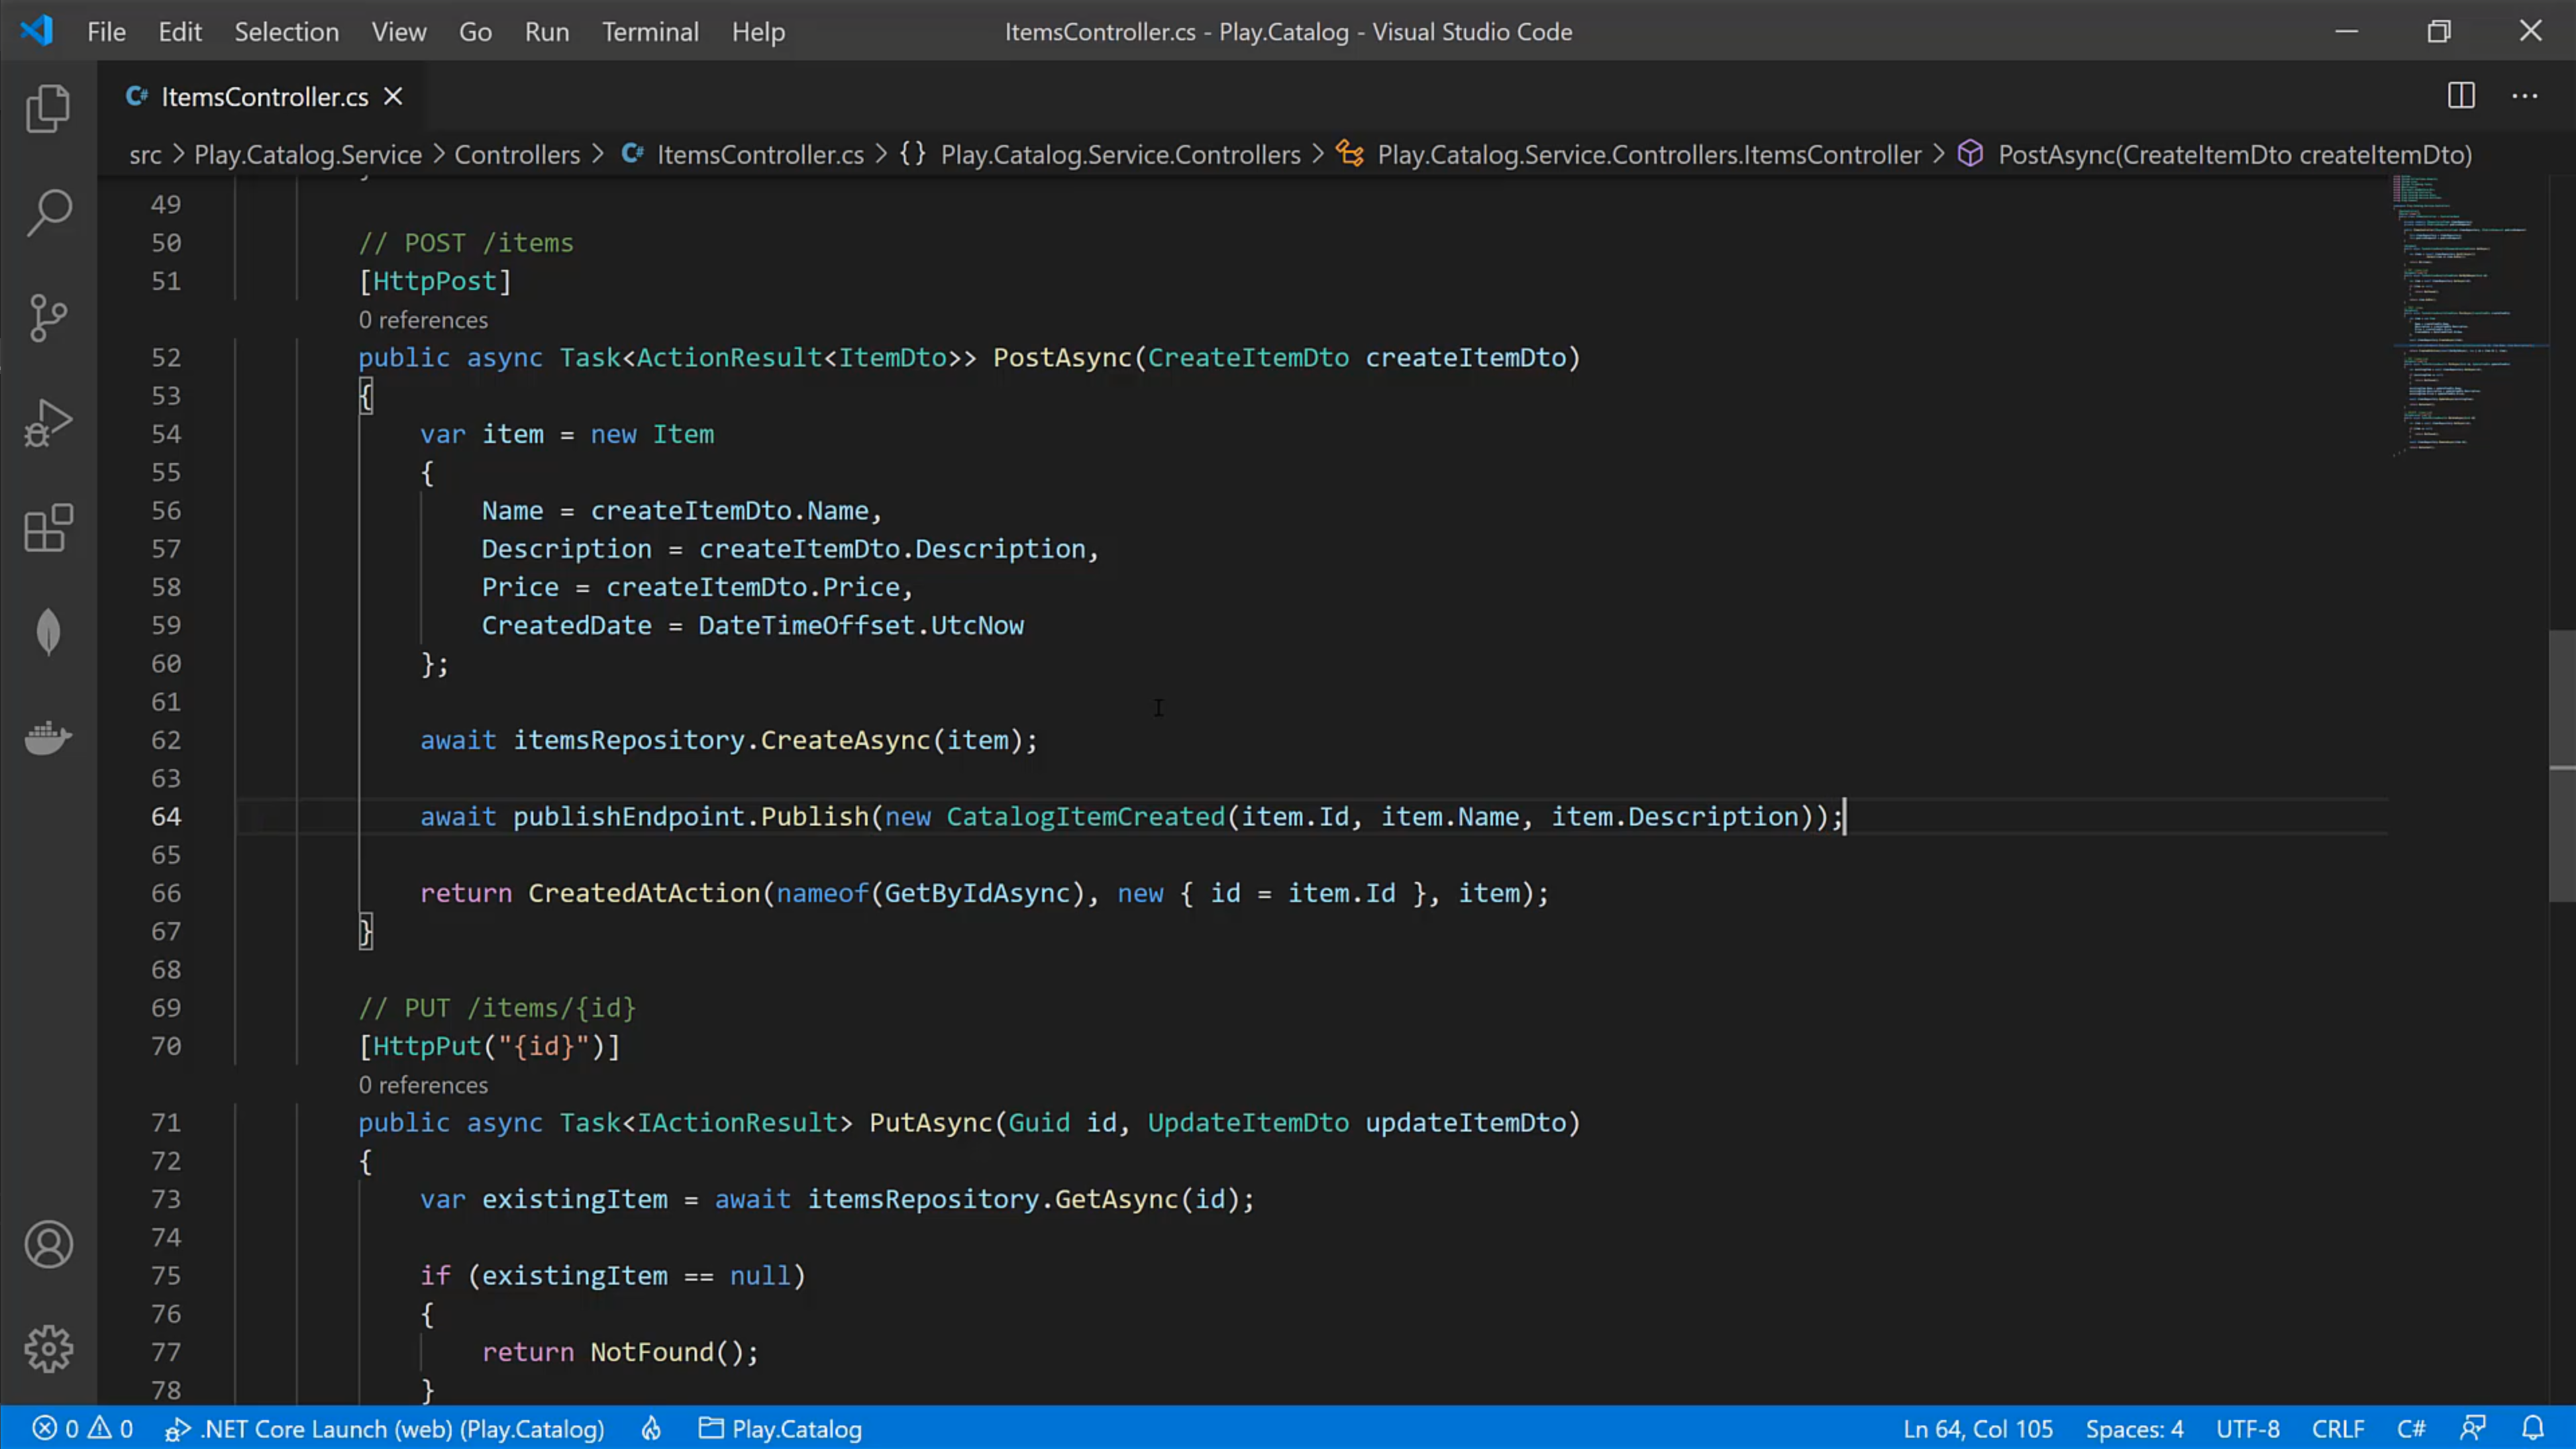 File Edit Selection View Go Run Terminal Help ItemsController.cs - Play.Catalog - Visual Studio Code
C# ItemsController.cs
src > Play.Catalog.Service > Controllers > C# ItemsController.cs > {} Play.Catalog.Service.Controllers > Play.Catalog.Service.Controllers.ItemsController > PostAsync(CreateItemDto createItemDto)
49
50 // POST /items
51 [HttpPost]
0 references
52 public async Task<ActionResult<ItemDto>> PostAsync(CreateItemDto createItemDto)
53 {
54 var item = new Item
55 {
56 Name = createItemDto.Name,
57 Description = createItemDto.Description,
58 Price = createItemDto.Price,
59 CreatedDate = DateTimeOffset.UtcNow
60 };
61
62 await itemsRepository.CreateAsync(item);
63
64 await publishEndpoint.Publish(new CatalogItemCreated(item.Id, item.Name, item.Description));
65
66 return CreatedAtAction(nameof(GetByIdAsync), new { id = item.Id }, item);
67 }
68
69 // PUT /items/{id}
70 [HttpPut("{id}")]
0 references
71 public async Task<IActionResult> PutAsync(Guid id, UpdateItemDto updateItemDto)
72 {
73 var existingItem = await itemsRepository.GetAsync(id);
74
75 if (existingItem == null)
76 {
77 return NotFound();
78 }
0 0 .NET Core Launch (web) (Play.Catalog) Play.Catalog Ln 64, Col 105 Spaces: 4 UTF-8 CRLF C#